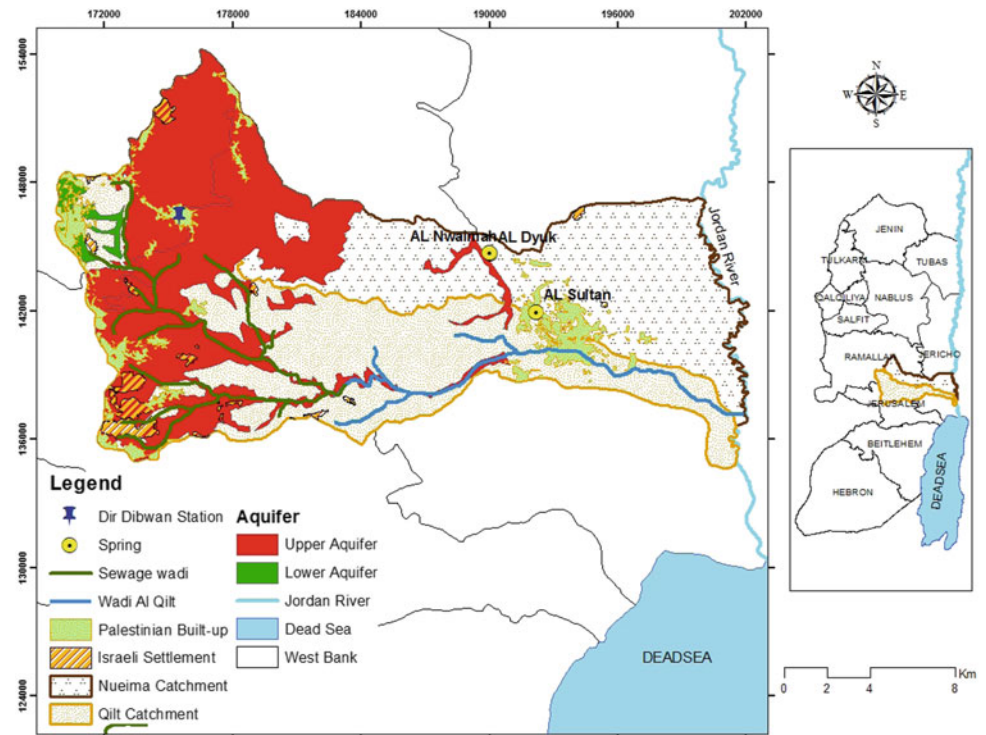 172000 178000 184000 190000 196000 202000
154000
148000
142000
136000
130000
124000
N
W E
S
AL Nwaimah AL Dyuk
AL Sultan
Jordan River
DEADSEA
JENIN
TULKARM
TUBAS
QALQILIYA
NABLUS
SALFIT
RAMALLAH
JERICHO
JERUSALEM
BEITLEHEM
HEBRON
DEADSEA
Legend
Dir Dibwan Station
Spring
Sewage wadi
Wadi Al Qilt
Palestinian Built-up
Israeli Settlement
Nueima Catchment
Qilt Catchment
Aquifer
Upper Aquifer
Lower Aquifer
Jordan River
Dead Sea
West Bank
Km
0 2 4 8